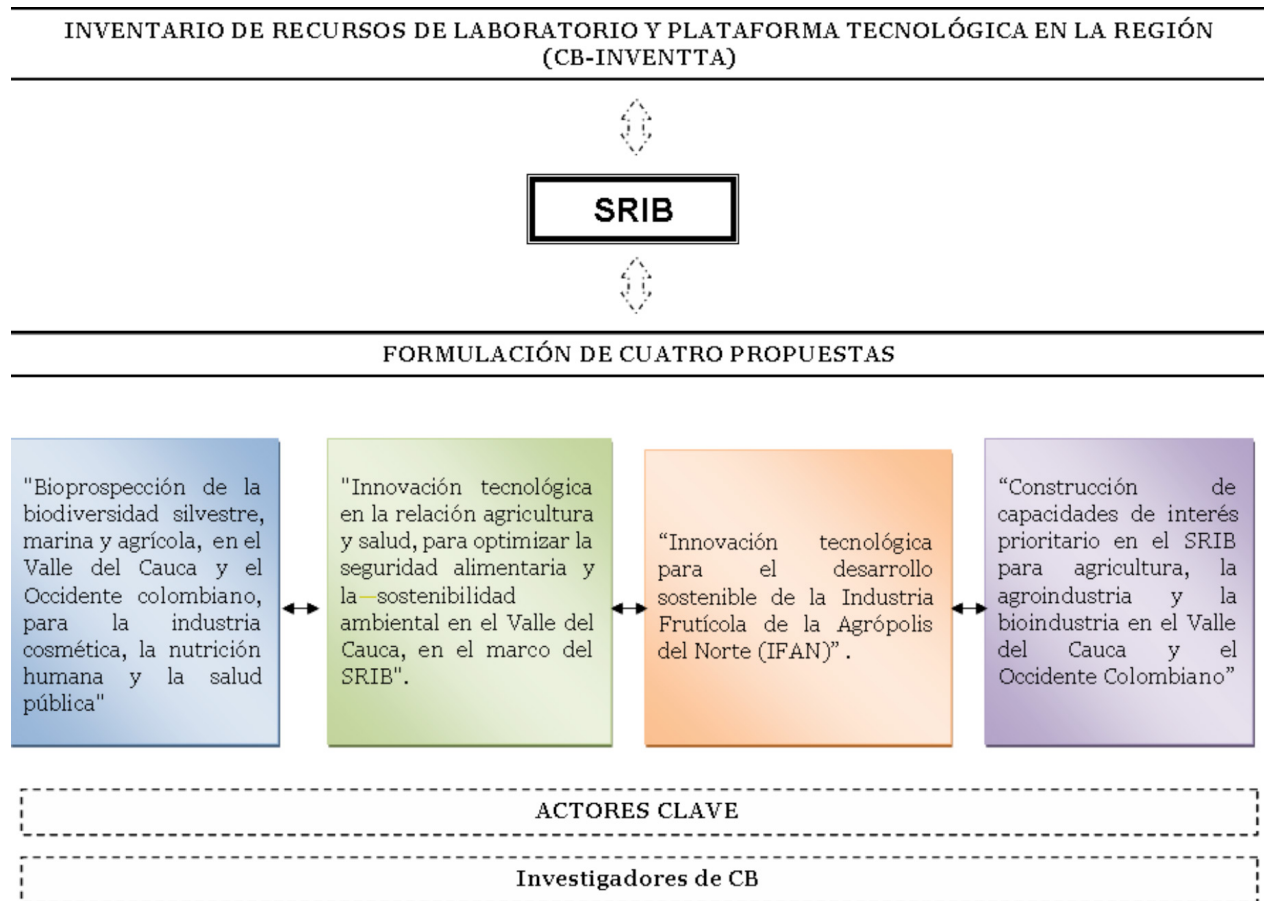 INVENTARIO DE RECURSOS DE LABORATORIO Y PLATAFORMA TECNOLÓGICA EN LA REGIÓN
(CB-INVENTTA)
SRIB
FORMULACIÓN DE CUATRO PROPUESTAS
"Bioprospección de la
biodiversidad silvestre,
marina y agrícola, en el
Valle del Cauca y el
Occidente colombiano,
para la industria
cosmética, la nutrición
humana y la salud
pública"
"Innovación tecnológica
en la relación agricultura
y salud, para optimizar la
seguridad alimentaria y
la sostenibilidad
ambiental en el Valle del
Cauca, en el marco del
SRIB".
“Innovación tecnológica
para el desarrollo
sostenible de la Industria
Frutícola de la Agrópolis
del Norte (IFAN)” .
“Construcción de
capacidades de interés
prioritario en el SRIB
para agricultura, la
agroindustria y la
bioindustria en el Valle
del Cauca y el
Occidente Colombiano”
ACTORES CLAVE
Investigadores de CB